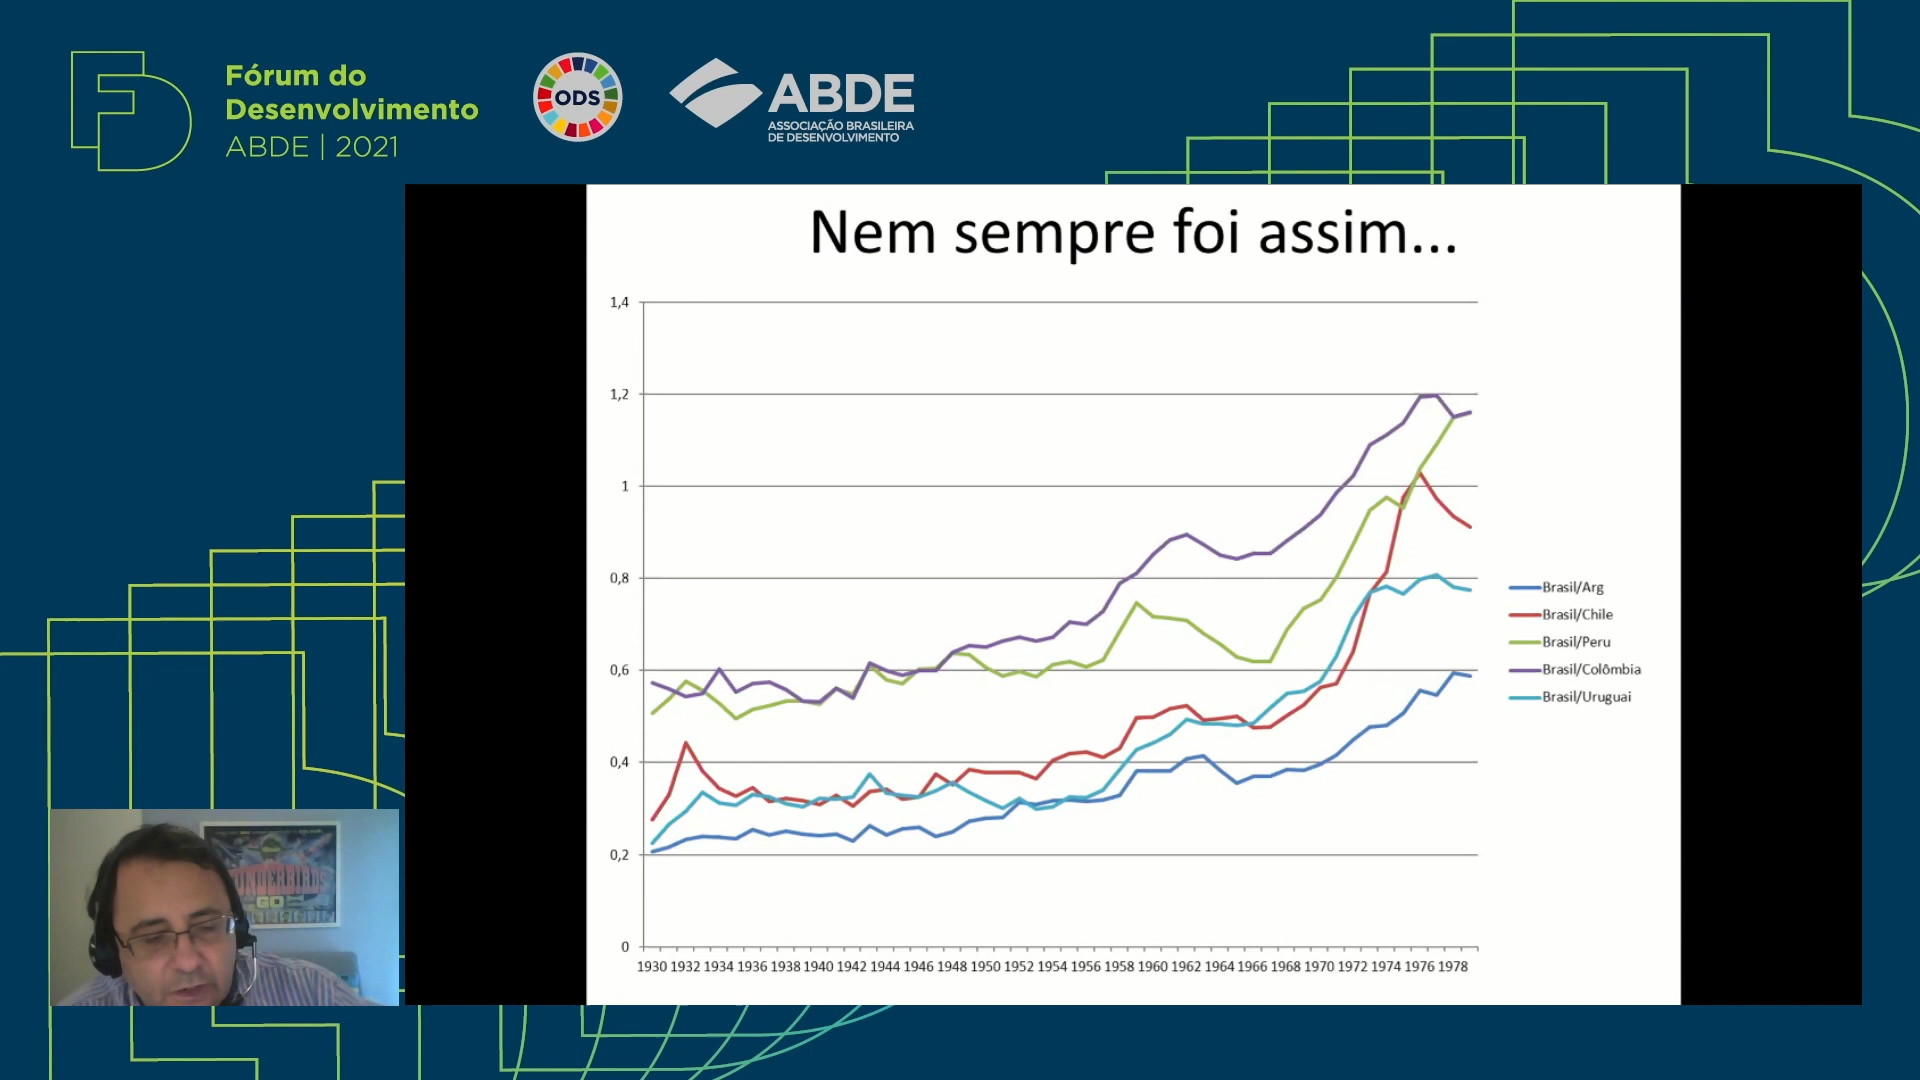 Fórum do
Desenvolvimento
ABDE | 2021
ODS
ABDE
ASSOCIAÇÃO BRASILEIRA
DE DESENVOLVIMENTO
Nem sempre foi assim...
1,4
1,2
1
0,8
0,6
0,4
0,2
0
1930 1932 1934 1936 1938 1940 1942 1944 1946 1948 1950 1952 1954 1956 1958 1960 1962 1964 1966 1968 1970 1972 1974 1976 1978
Brasil/Arg
Brasil/Chile
Brasil/Peru
Brasil/Colômbia
Brasil/Uruguai
GO